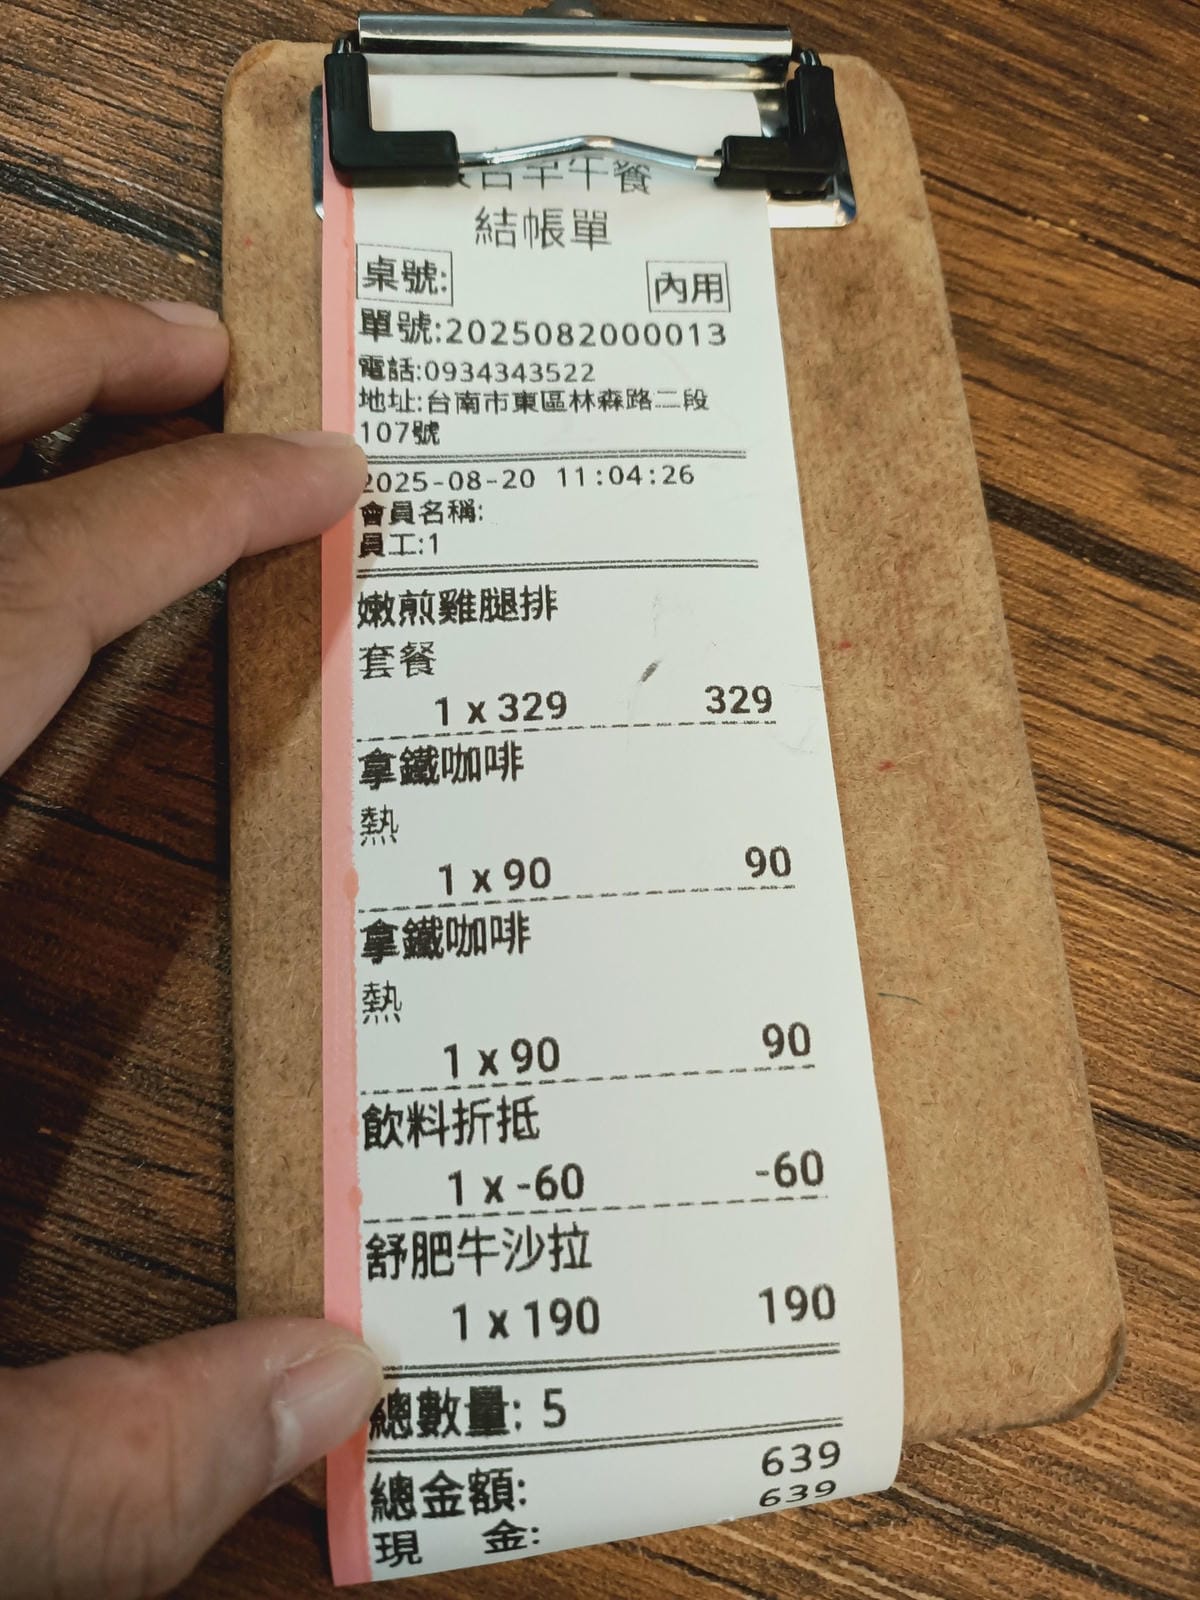 早午餐
結帳單
桌號: 內用
單號:2025082000013
電話:0934343522
地址:台南市東區林森路二段
107號
2025-08-20 11:04:26
會員名稱:
員工:1
嫩煎雞腿排
套餐
1 x 329 329
拿鐵咖啡
熱
1 x 90 90
拿鐵咖啡
熱
1 x 90 90
飲料折抵
1 x -60 -60
舒肥牛沙拉
1 x 190 190
總數量: 5
總金額: 639
現 金: 639